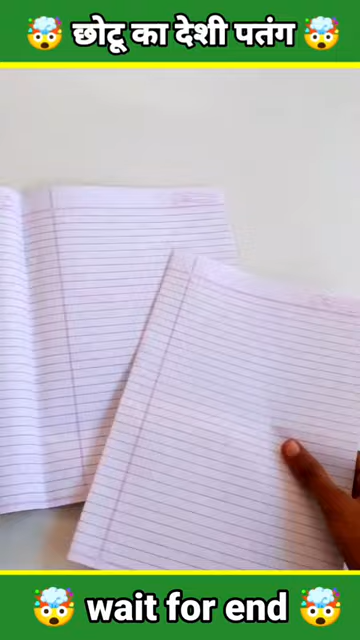 🤯 छोटू का देशी पतंग 🤯
🤯 wait for end 🤯